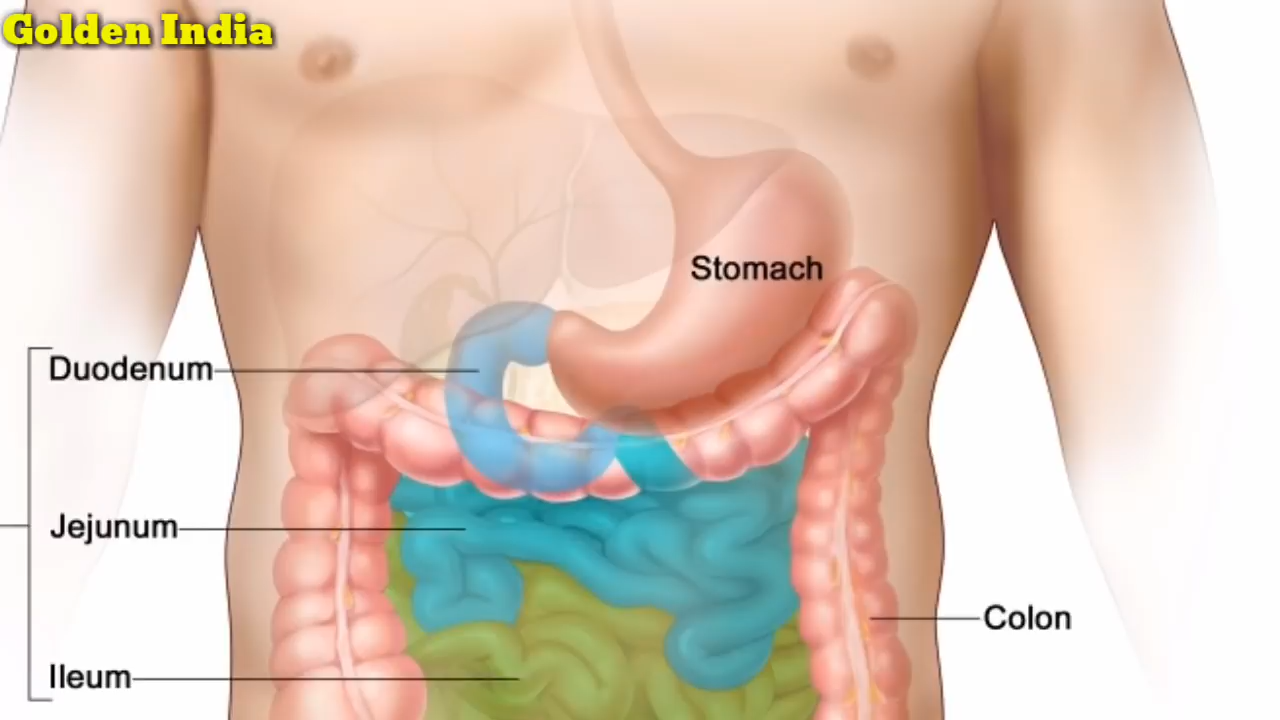 Golden India
Stomach
Duodenum
Jejunum
Colon
Ileum